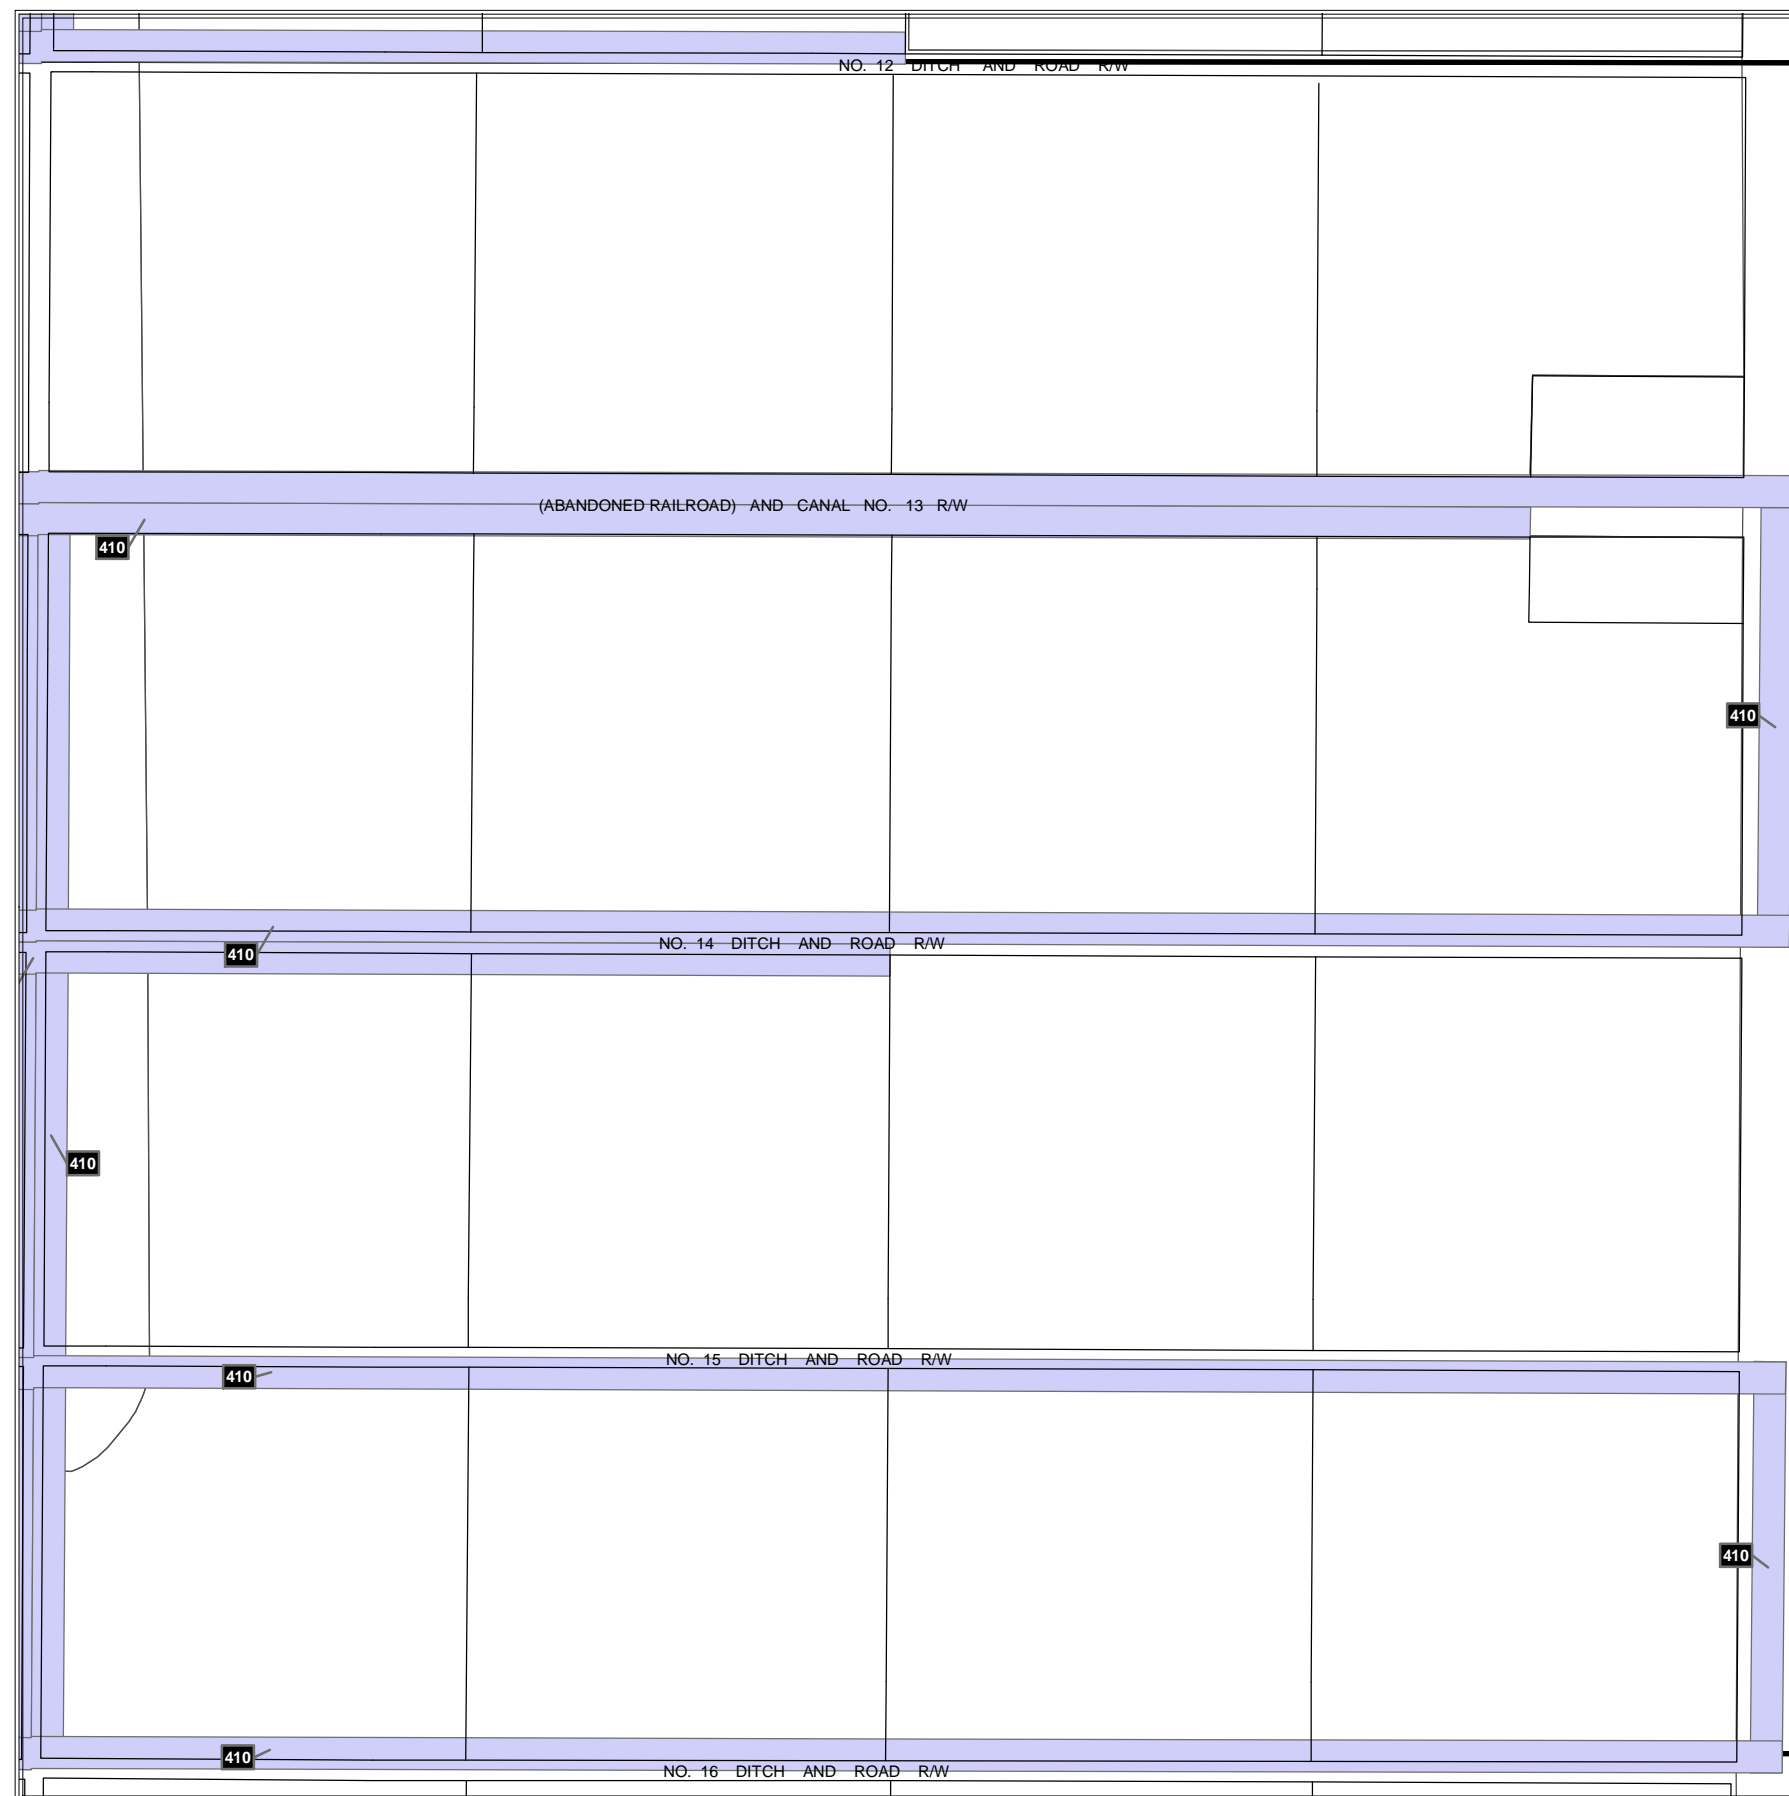 NO. 12 DITCH AND ROAD R/W
(ABANDONED RAILROAD) AND CANAL NO. 13 R/W
410
410
NO. 14 DITCH AND ROAD R/W
410
410
NO. 15 DITCH AND ROAD R/W
410
410
410
NO. 16 DITCH AND ROAD R/W